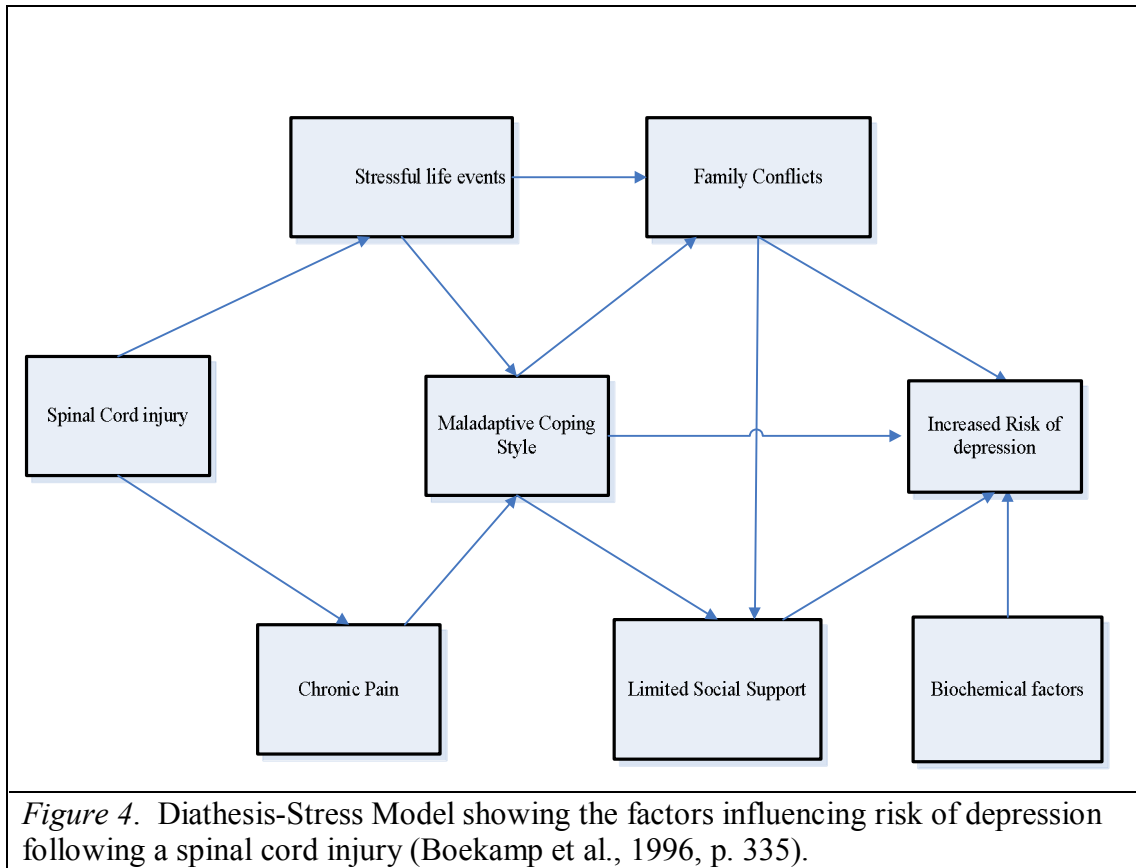 Stressful life events
Family Conflicts
Spinal Cord injury
Maladaptive Coping
Style
Increased Risk of
depression
Chronic Pain
Limited Social Support
Biochemical factors
Figure 4. Diathesis-Stress Model showing the factors influencing risk of depression
following a spinal cord injury (Boekamp et al., 1996, p. 335).